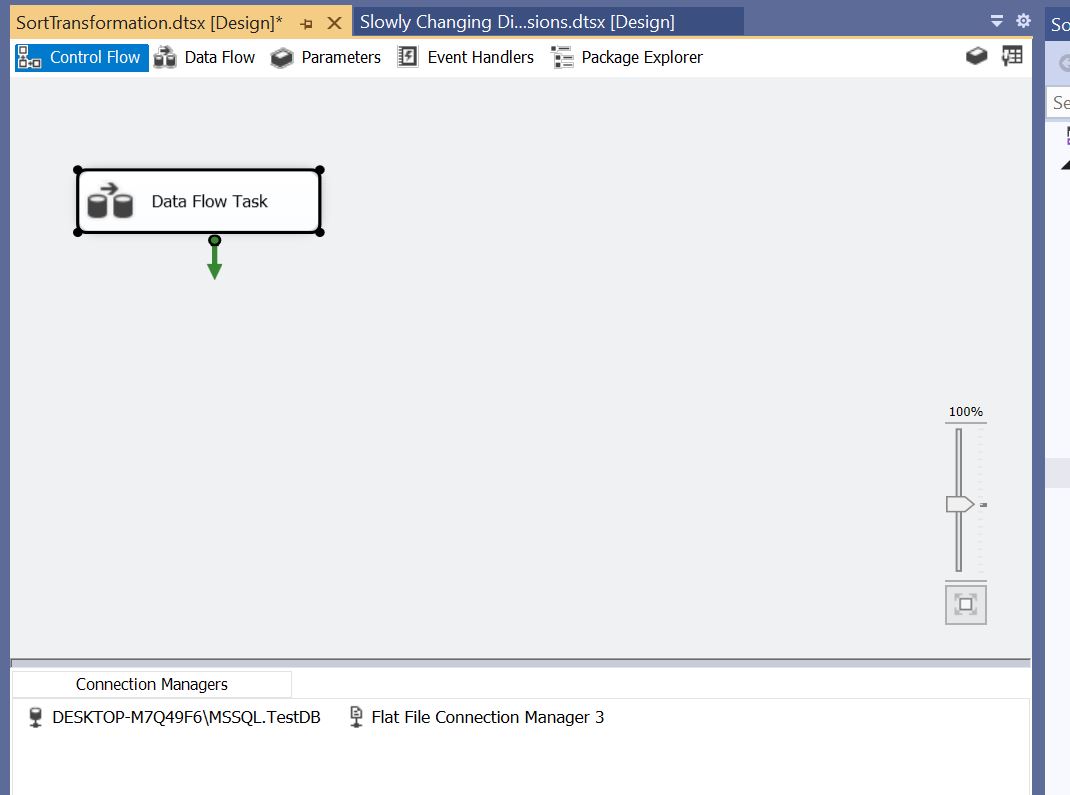 SortTransformation.dtsx [Design]*
Slowly Changing Di...sions.dtsx [Design]
So
Control Flow
Data Flow
Parameters
Event Handlers
Package Explorer
Se
Data Flow Task
100%
Connection Managers
DESKTOP-M7Q49F6\MSSQL.TestDB
Flat File Connection Manager 3